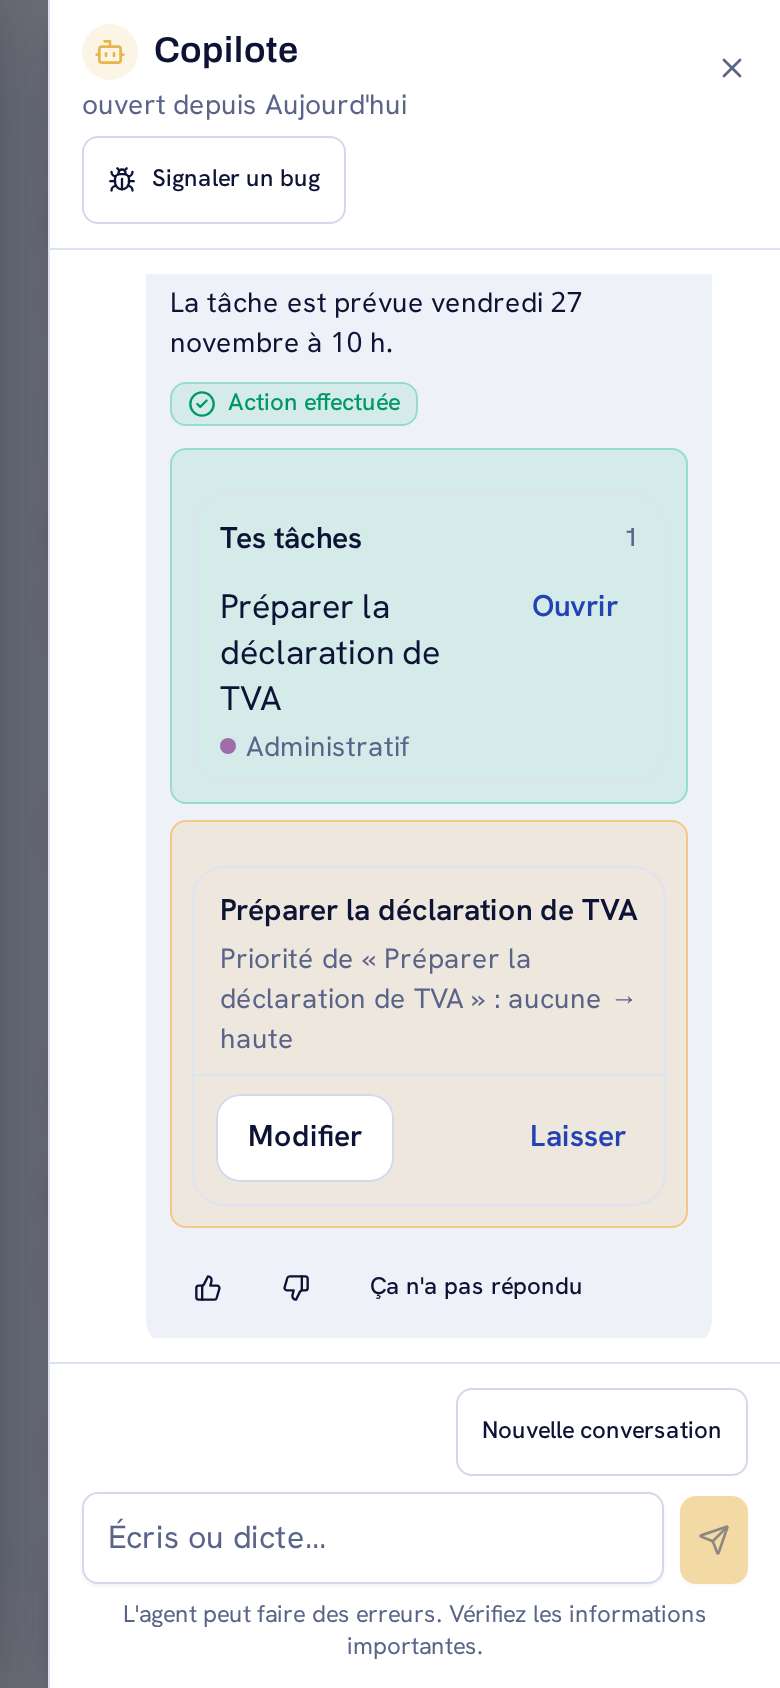 Copilote
ouvert depuis Aujourd'hui
Signaler un bug
La tâche est prévue vendredi 27
novembre à 10 h.
Action effectuée
Tes tâches 1
Préparer la
déclaration de
TVA
Ouvrir
Administratif
Préparer la déclaration de TVA
Priorité de « Préparer la
déclaration de TVA » : aucune →
haute
Modifier Laisser
Ça n'a pas répondu
Nouvelle conversation
Écris ou dicte...
L'agent peut faire des erreurs. Vérifiez les informations
importantes.